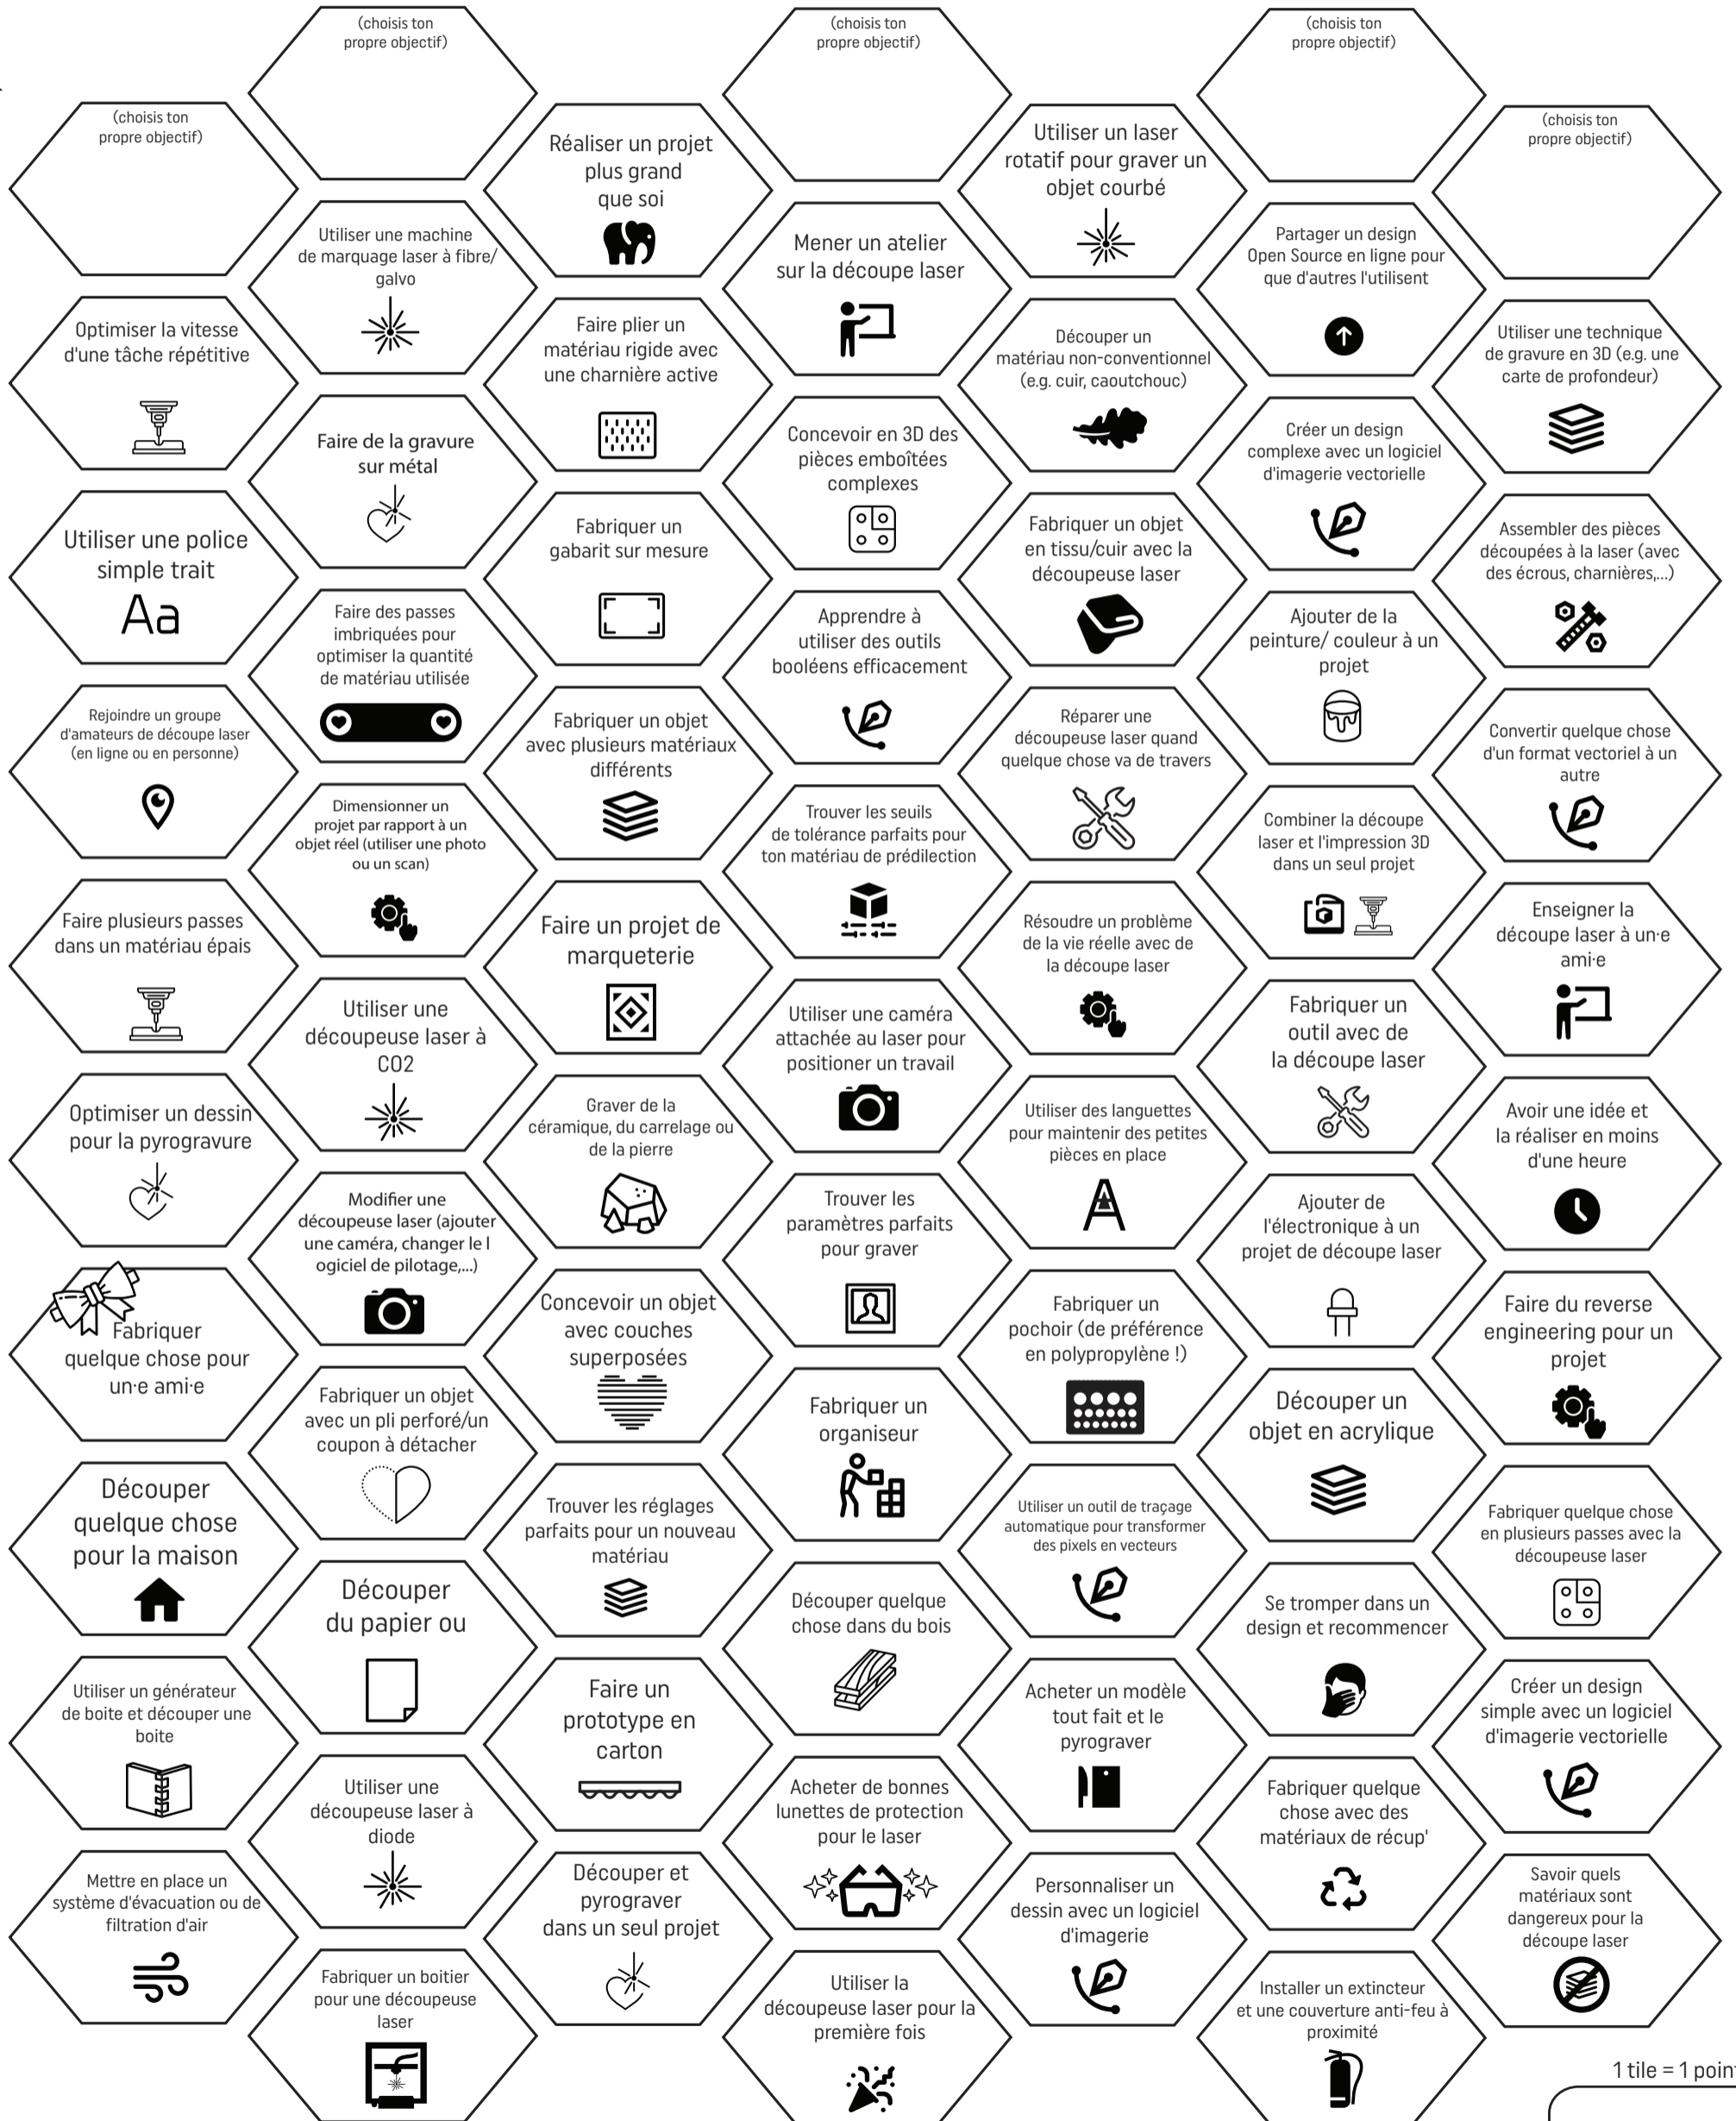 (choisis ton
propre objectif)
(choisis ton
propre objectif)
(choisis ton
propre objectif)
(choisis ton
propre objectif)
(choisis ton
propre objectif)
Réaliser un projet
plus grand
que soi
Utiliser un laser
rotatif pour graver un
objet courbé
Utiliser une machine
de marquage laser à fibre/
galvo
Mener un atelier
sur la découpe laser
Partager un design
Open Source en ligne pour
que d'autres l'utilisent
Optimiser la vitesse
d'une tâche répétitive
Faire plier un
matériau rigide avec
une charnière active
Découper un
matériau non-conventionnel
(e.g. cuir, caoutchouc)
Utiliser une technique
de gravure en 3D (e.g. une
carte de profondeur)
Faire de la gravure
sur métal
Concevoir en 3D des
pièces emboîtées
complexes
Créer un design
complexe avec un logiciel
d'imagerie vectorielle
Utiliser une police
simple trait
Aa
Fabriquer un
gabarit sur mesure
Fabriquer un objet
en tissu/cuir avec la
découpeuse laser
Assembler des pièces
découpées à la laser (avec
des écrous, charnières,...)
Faire des passes
imbriquées pour
optimiser la quantité
de matériau utilisée
Apprendre à
utiliser des outils
booléens efficacement
Ajouter de la
peinture/ couleur à un
projet
Rejoindre un groupe
d'amateurs de découpe laser
(en ligne ou en personne)
Fabriquer un objet
avec plusieurs matériaux
différents
Réparer une
découpeuse laser quand
quelque chose va de travers
Convertir quelque chose
d'un format vectoriel à un
autre
Dimensionner un
projet par rapport à un
objet réel (utiliser une photo
ou un scan)
Trouver les seuils
de tolérance parfaits pour
ton matériau de prédilection
Combiner la découpe
laser et l'impression 3D
dans un seul projet
Faire plusieurs passes
dans un matériau épais
Faire un projet de
marqueterie
Résoudre un problème
de la vie réelle avec de
la découpe laser
Enseigner la
découpe laser à un·e
ami·e
Utiliser une
découpeuse laser à
CO2
Utiliser une caméra
attachée au laser pour
positioner un travail
Fabriquer un
outil avec de
la découpe laser
Optimiser un dessin
pour la pyrogravure
Graver de la
céramique, du carrelage ou
de la pierre
Utiliser des languettes
pour maintenir des petites
pièces en place
A
Avoir une idée et
la réaliser en moins
d'une heure
Modifier une
découpeuse laser (ajouter
une caméra, changer le l
ogiciel de pilotage,...)
Trouver les
paramètres parfaits
pour graver
Ajouter de
l'électronique à un
projet de découpe laser
Fabriquer
quelque chose pour
un·e ami·e
Concevoir un objet
avec couches
superposées
Fabriquer un
pochoir (de préférence
en polypropylène !)
Faire du reverse
engineering pour un
projet
Fabriquer un objet
avec un pli perforé/un
coupon à détacher
Fabriquer un
organiseur
Découper un
objet en acrylique
Découper
quelque chose
pour la maison
Trouver les réglages
parfaits pour un nouveau
matériau
Utiliser un outil de traçage
automatique pour transformer
des pixels en vecteurs
Fabriquer quelque chose
en plusieurs passes avec la
découpeuse laser
Découper
du papier ou
Découper quelque
chose dans du bois
Se tromper dans un
design et recommencer
Utiliser un générateur
de boite et découper une
boite
Faire un
prototype en
carton
Acheter un modèle
tout fait et le
pyrograver
Créer un design
simple avec un logiciel
d'imagerie vectorielle
Utiliser une
découpeuse laser à
diode
Acheter de bonnes
lunettes de protection
pour le laser
Fabriquer quelque
chose avec des
matériaux de récup'
Mettre en place un
système d'évacuation ou de
filtration d'air
Découper et
pyrograver
dans un seul projet
Personnaliser un
dessin avec un logiciel
d'imagerie
Savoir quels
matériaux sont
dangereux pour la
découpe laser
Fabriquer un boitier
pour une découpeuse
laser
Utiliser la
découpeuse laser pour la
première fois
Installer un extincteur
et une couverture anti-feu à
proximité
1 tile = 1 point